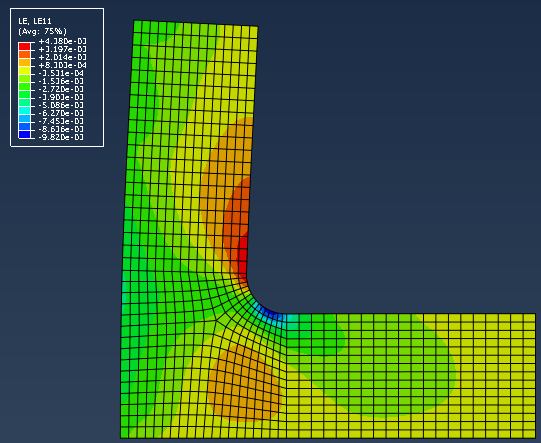 LE, LE11
(Avg: 75%)
+4.380e-03
+3.197e-03
+2.014e-03
+8.303e-04
-3.531e-04
-1.536e-03
-2.720e-03
-3.903e-03
-5.086e-03
-6.270e-03
-7.453e-03
-8.636e-03
-9.820e-03